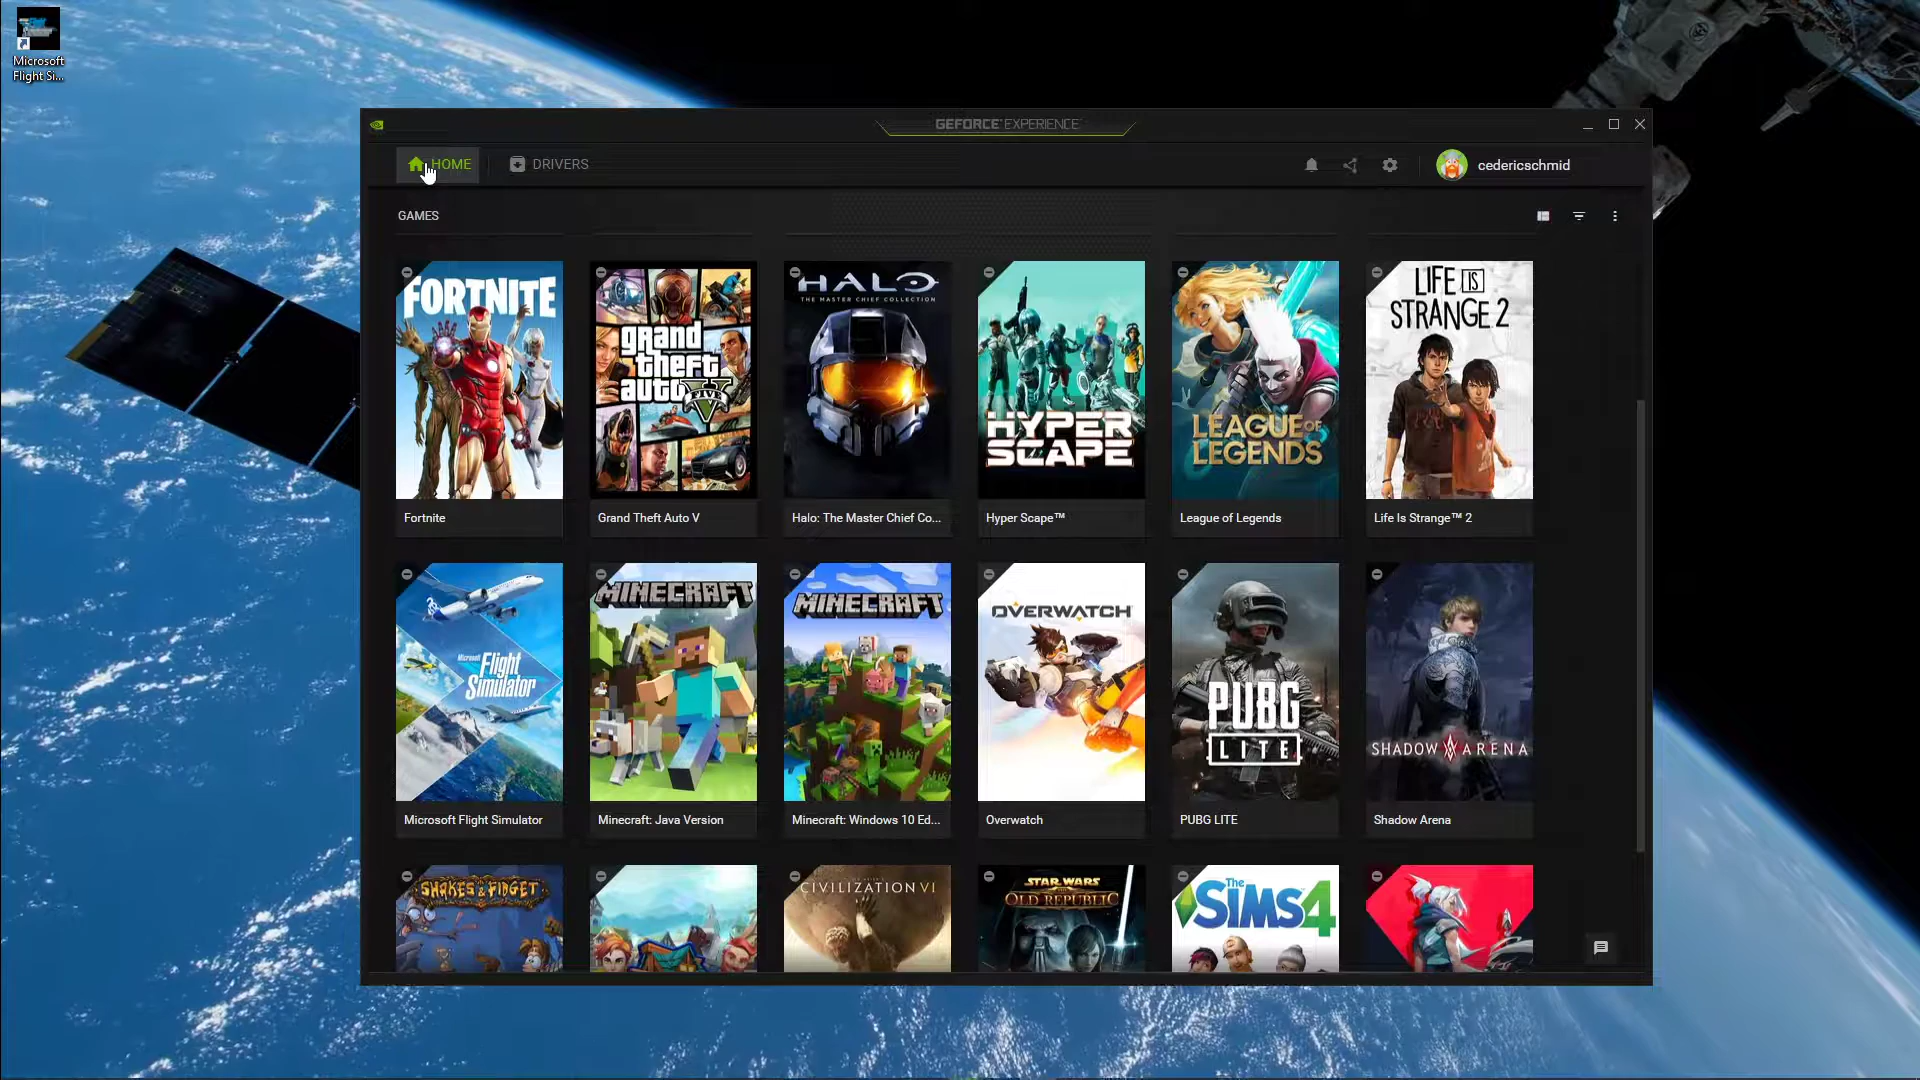 Microsoft
Flight Si...
GEFORCE EXPERIENCE
HOME
DRIVERS
cedericschmid
GAMES
FORTNITE
grand
theft
auto
FIVE
HALO
THE MASTER CHIEF COLLECTION
HYPER
SCAPE
LEAGUE OF
LEGENDS
LIFE IS
STRANGE 2
Fortnite
Grand Theft Auto V
Halo: The Master Chief Co...
Hyper Scape™
League of Legends
Life Is Strange™ 2
Microsoft
Flight
Simulator
MINECRAFT
MINECRAFT
OVERWATCH
PUBG
LITE
SHADOW ARENA
Microsoft Flight Simulator
Minecraft: Java Version
Minecraft: Windows 10 Ed...
Overwatch
PUBG LITE
Shadow Arena
SHAKES & FIDGET
CIVILIZATION VI
STAR WARS
THE
OLD REPUBLIC
The
SIMS 4